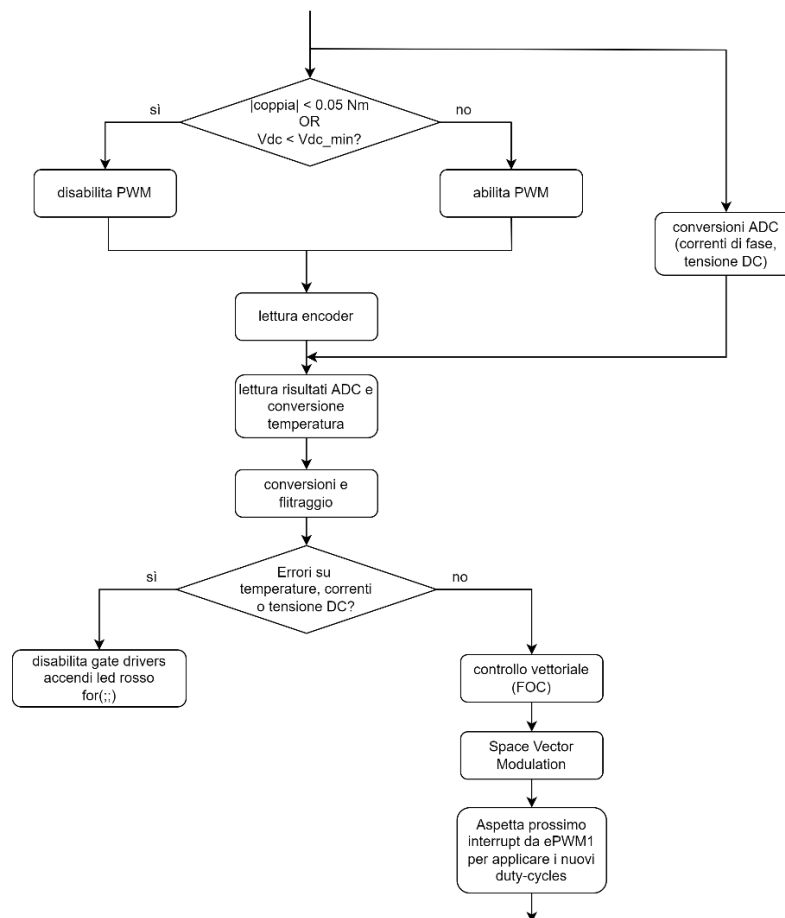 |coppia| < 0.05 Nm
OR
Vdc < Vdc_min?
sì
no
disabilita PWM
abilita PWM
conversioni ADC
(correnti di fase,
tensione DC)
lettura encoder
lettura risultati ADC e
conversione
temperatura
conversioni e
flitraggio
Errori su
temperature, correnti
o tensione DC?
sì
no
disabilita gate drivers
accendi led rosso
for(;;)
controllo vettoriale
(FOC)
Space Vector
Modulation
Aspetta prossimo
interrupt da ePWM1
per applicare i nuovi
duty-cycles